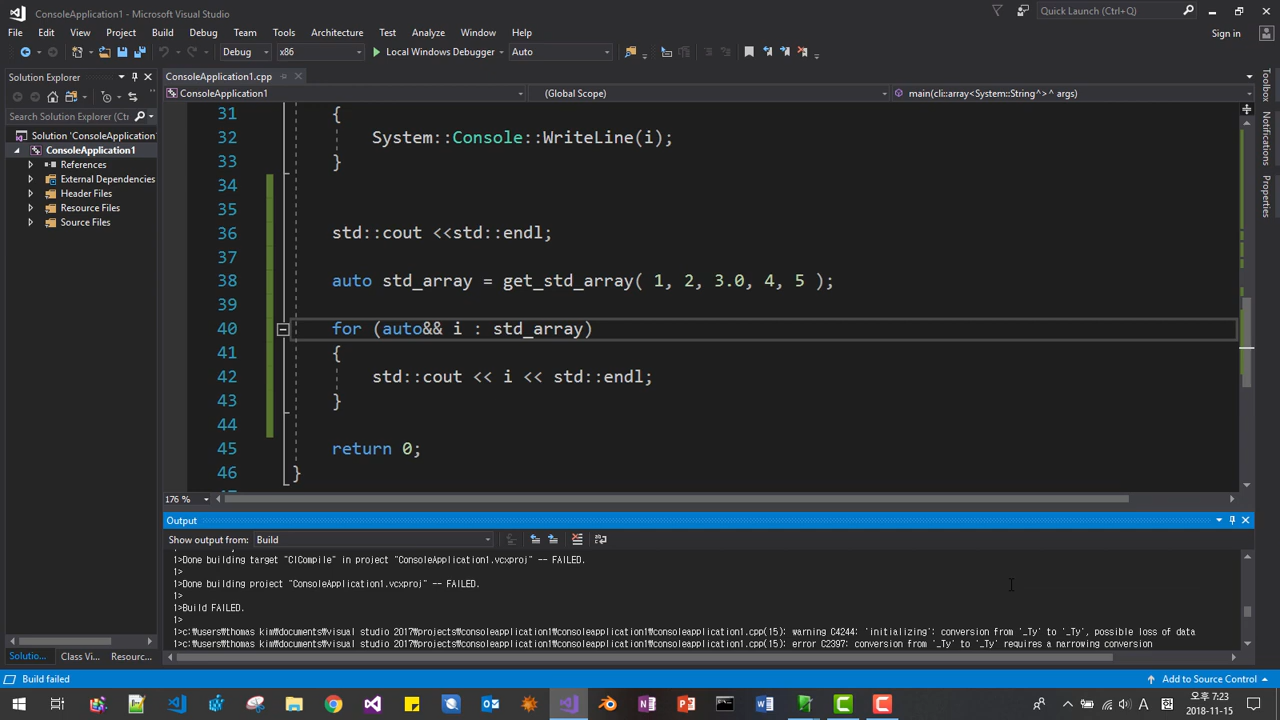 ConsoleApplication1 - Microsoft Visual Studio
Quick Launch (Ctrl+Q)
File Edit View Project Build Debug Team Tools Architecture Test Analyze Window Help
Sign in
Debug x86 Local Windows Debugger Auto
Solution Explorer
Search Solution Explorer (Ctrl+
Solution 'ConsoleApplication
ConsoleApplication1
References
External Dependencies
Header Files
Resource Files
Source Files
Solutio... Class Vi... Resourc...
ConsoleApplication1.cpp
ConsoleApplication1 (Global Scope) main(cli::array<System::String^>^ args)
31 {
32 System::Console::WriteLine(i);
33 }
34
35
36 std::cout <<std::endl;
37
38 auto std_array = get_std_array( 1, 2, 3.0, 4, 5 );
39
40 for (auto&& i : std_array)
41 {
42 std::cout << i << std::endl;
43 }
44
45 return 0;
46 }
176 %
Toolbox
Notifications
Properties
Output
Show output from: Build
1>Done building target "ClCompile" in project "ConsoleApplication1.vcxproj" -- FAILED.
1>
1>Done building project "ConsoleApplication1.vcxproj" -- FAILED.
1>
1>Build FAILED.
1>
1>c:₩users₩thomas kim₩documents₩visual studio 2017₩projects₩consoleapplication1₩consoleapplication1₩consoleapplication1.cpp(15): warning C4244: 'initializing': conversion from '_Ty' to '_Ty', possible loss of data
1>c:₩users₩thomas kim₩documents₩visual studio 2017₩projects₩consoleapplication1₩consoleapplication1₩consoleapplication1.cpp(15): error C2397: conversion from '_Ty' to '_Ty' requires a narrowing conversion
Build failed
Add to Source Control
A
오후 7:23
2018-11-15